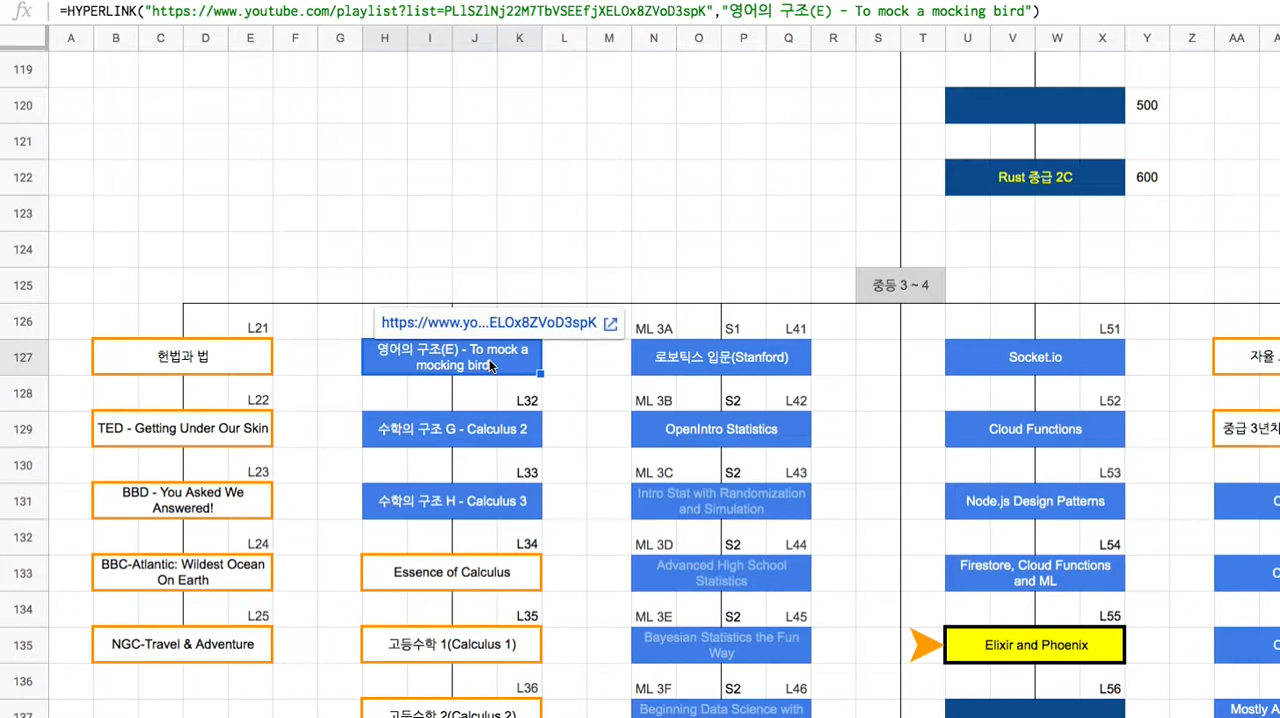 =HYPERLINK("https://www.youtube.com/playlist?list=PLlSZlNj22M7TbVSEEfjXELOx8ZVoD3spK","영어의 구조(E) - To mock a mocking bird")
A B C D E F G H I J K L M N O P Q R S T U V W X Y Z AA
119
120 500
121
122 Rust 중급 2C 600
123
124
125 중등 3 ~ 4
126 L21 https://www.yo...ELOx8ZVoD3spK ML 3A S1 L41 L51
127 헌법과 법
영어의 구조(E) - To mock a
mocking bird
로보틱스 입문(Stanford)
Socket.io
자율
128 L22 L32 ML 3B S2 L42 L52
129 TED - Getting Under Our Skin
수학의 구조 G - Calculus 2
OpenIntro Statistics
Cloud Functions
중급 3년차
130 L23 L33 ML 3C S2 L43 L53
131 BBD - You Asked We
Answered!
수학의 구조 H - Calculus 3
Intro Stat with Randomization
and Simulation
Node.js Design Patterns
132 L24 L34 ML 3D S2 L44 L54
133 BBC-Atlantic: Wildest Ocean
On Earth
Essence of Calculus
Advanced High School
Statistics
Firestore, Cloud Functions
and ML
134 L25 L35 ML 3E S2 L45 L55
135 NGC-Travel & Adventure
고등수학 1(Calculus 1)
Bayesian Statistics the Fun
Way
Elixir and Phoenix
136 L36 ML 3F S2 L46 L56
137 고등수학 2(Calculus 2)
Beginning Data Science with
Mostly A